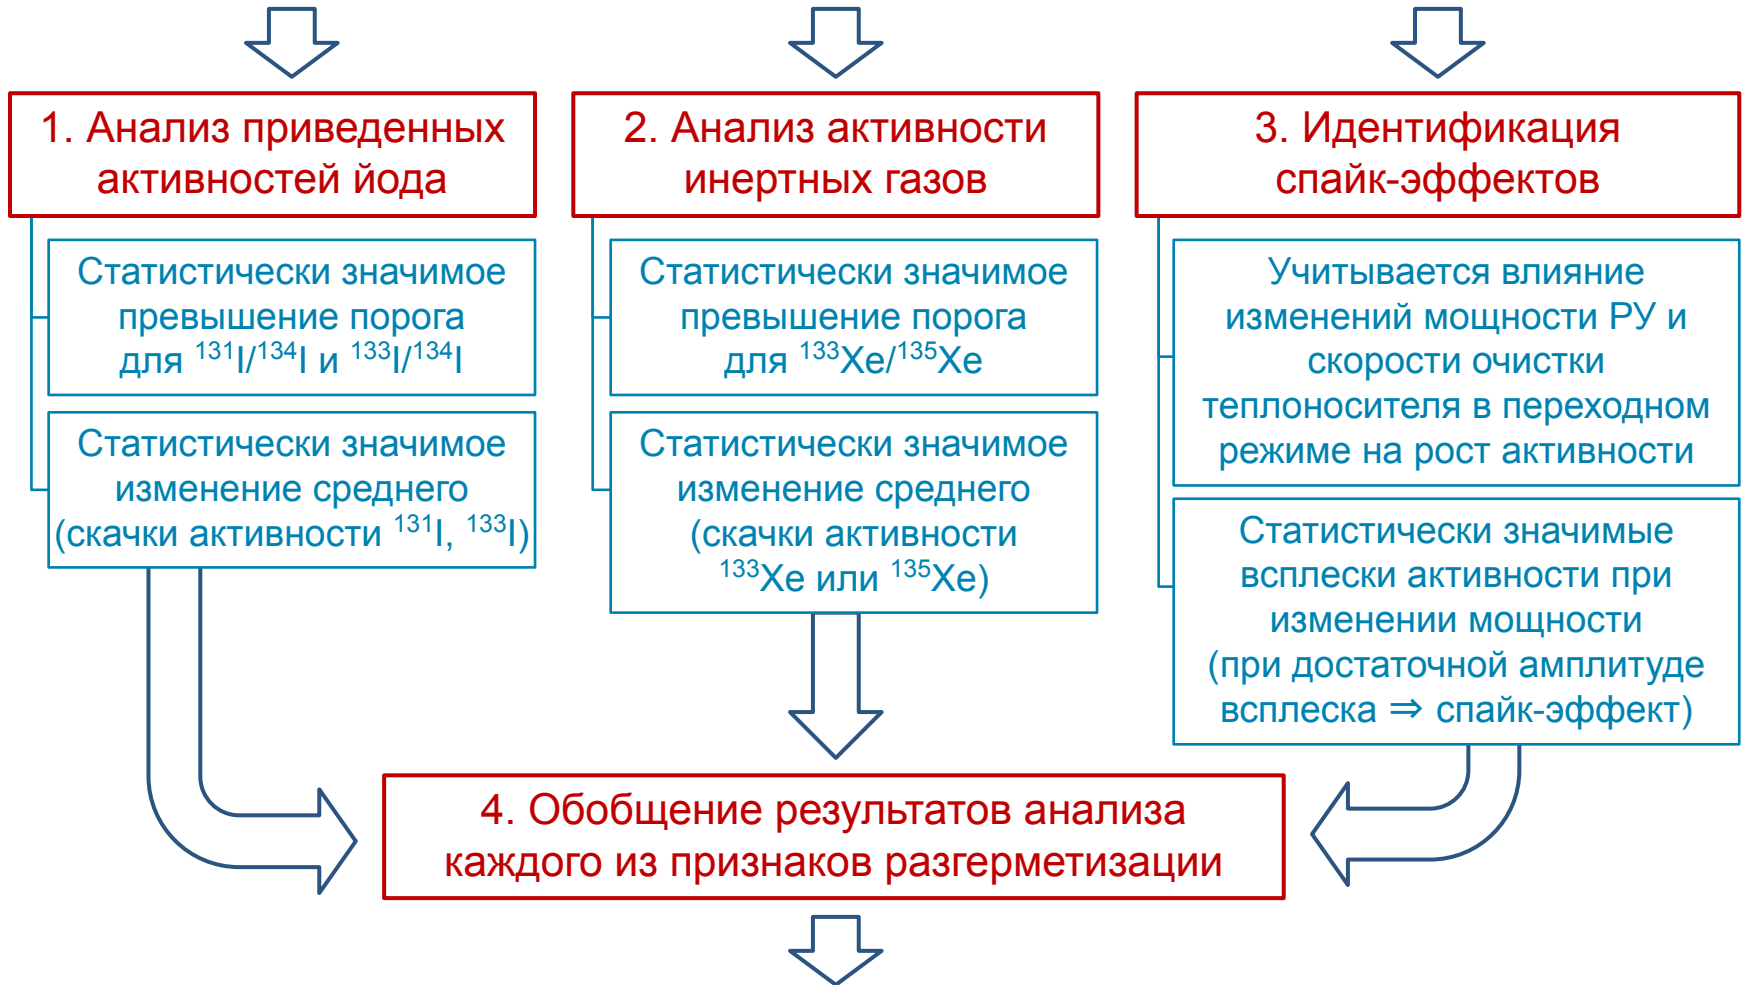 1. Анализ приведенных
активностей йода
Статистически значимое
превышение порога
для ¹³¹I/¹³⁴I и ¹³³I/¹³⁴I
Статистически значимое
изменение среднего
(скачки активности ¹³¹I, ¹³³I)
2. Анализ активности
инертных газов
Статистически значимое
превышение порога
для ¹³³Xe/¹³⁵Xe
Статистически значимое
изменение среднего
(скачки активности
¹³³Xe или ¹³⁵Xe)
3. Идентификация
спайк-эффектов
Учитывается влияние
изменений мощности РУ и
скорости очистки
теплоносителя в переходном
режиме на рост активности
Статистически значимые
всплески активности при
изменении мощности
(при достаточной амплитуде
всплеска ⇒ спайк-эффект)
4. Обобщение результатов анализа
каждого из признаков разгерметизации